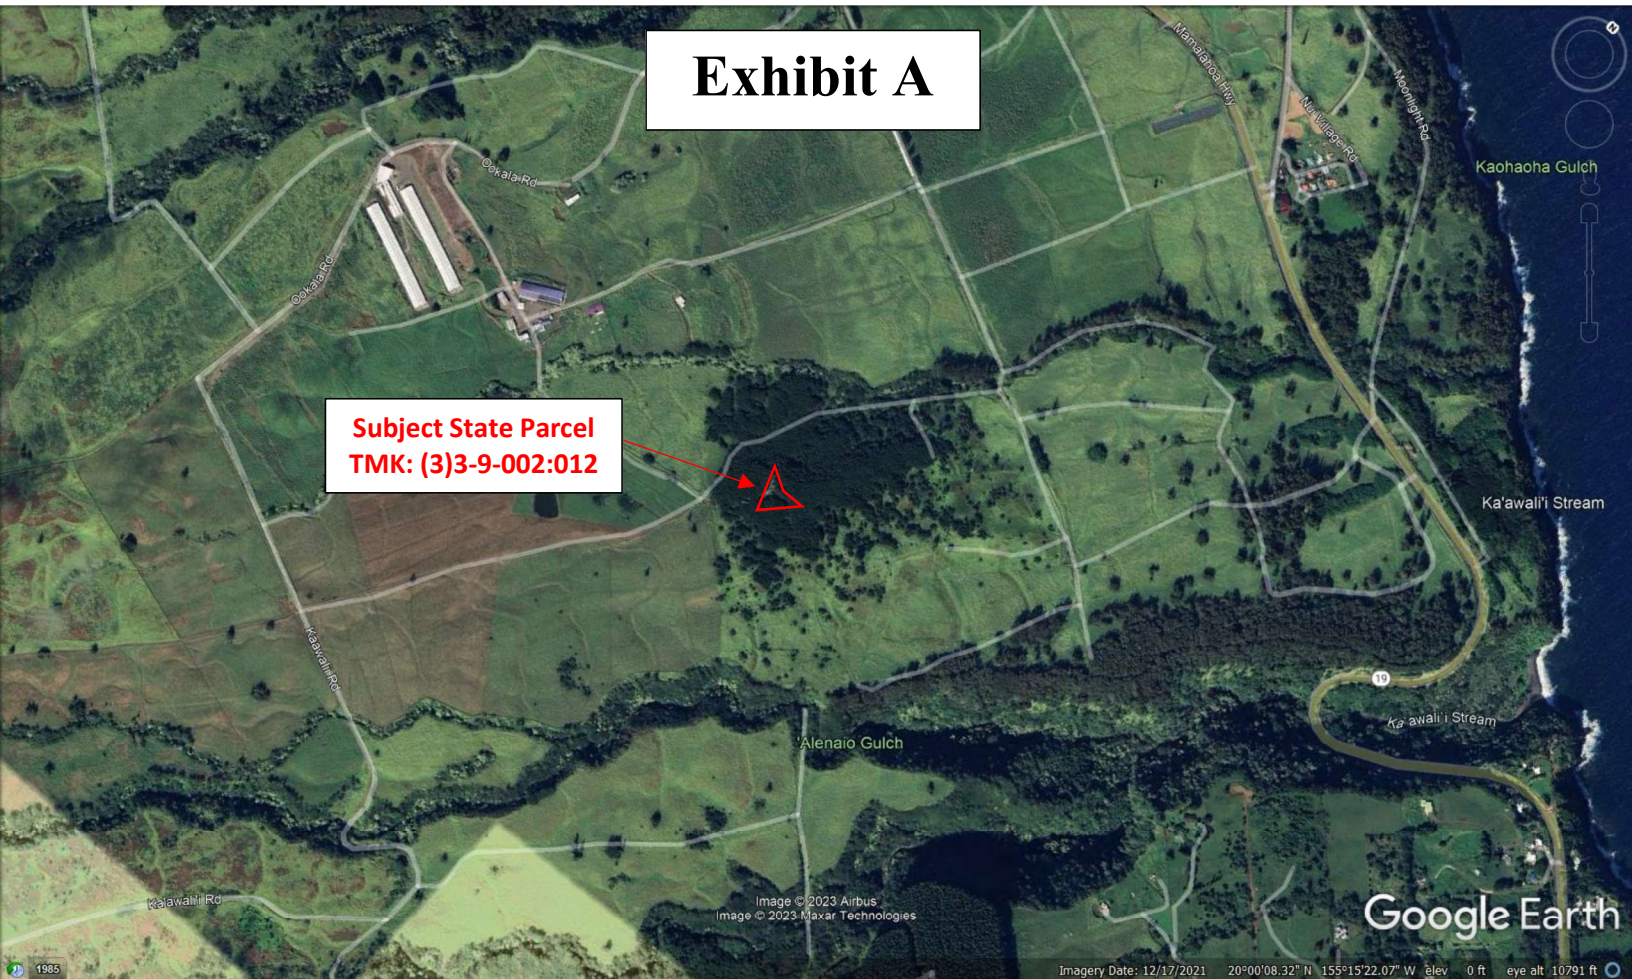 Exhibit A
Mamalahoa Hwy
Moonlight Rd
Nui Village Rd
Kaohaoha Gulch
Ookala Rd
Ookala Rd
Subject State Parcel
TMK: (3)3-9-002:012
Ka'awali'i Stream
Kaawalii Rd
19
Ka'awali'i Stream
'Alenaio Gulch
Kalawali'i Rd
Image © 2023 Airbus
Image © 2023 Maxar Technologies
Google Earth
1985
Imagery Date: 12/17/2021 20°00'08.32" N 155°15'22.07" W elev 0 ft eye alt 10791 ft